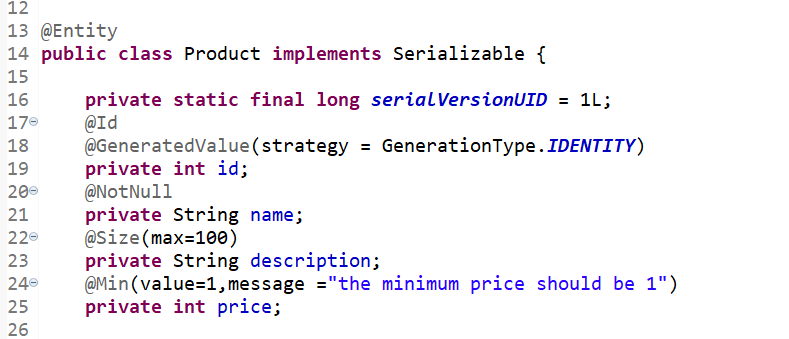 12
13 @Entity
14 public class Product implements Serializable {
15
16 private static final long serialVersionUID = 1L;
17 @Id
18 @GeneratedValue(strategy = GenerationType.IDENTITY)
19 private int id;
20 @NotNull
21 private String name;
22 @Size(max=100)
23 private String description;
24 @Min(value=1,message ="the minimum price should be 1")
25 private int price;
26